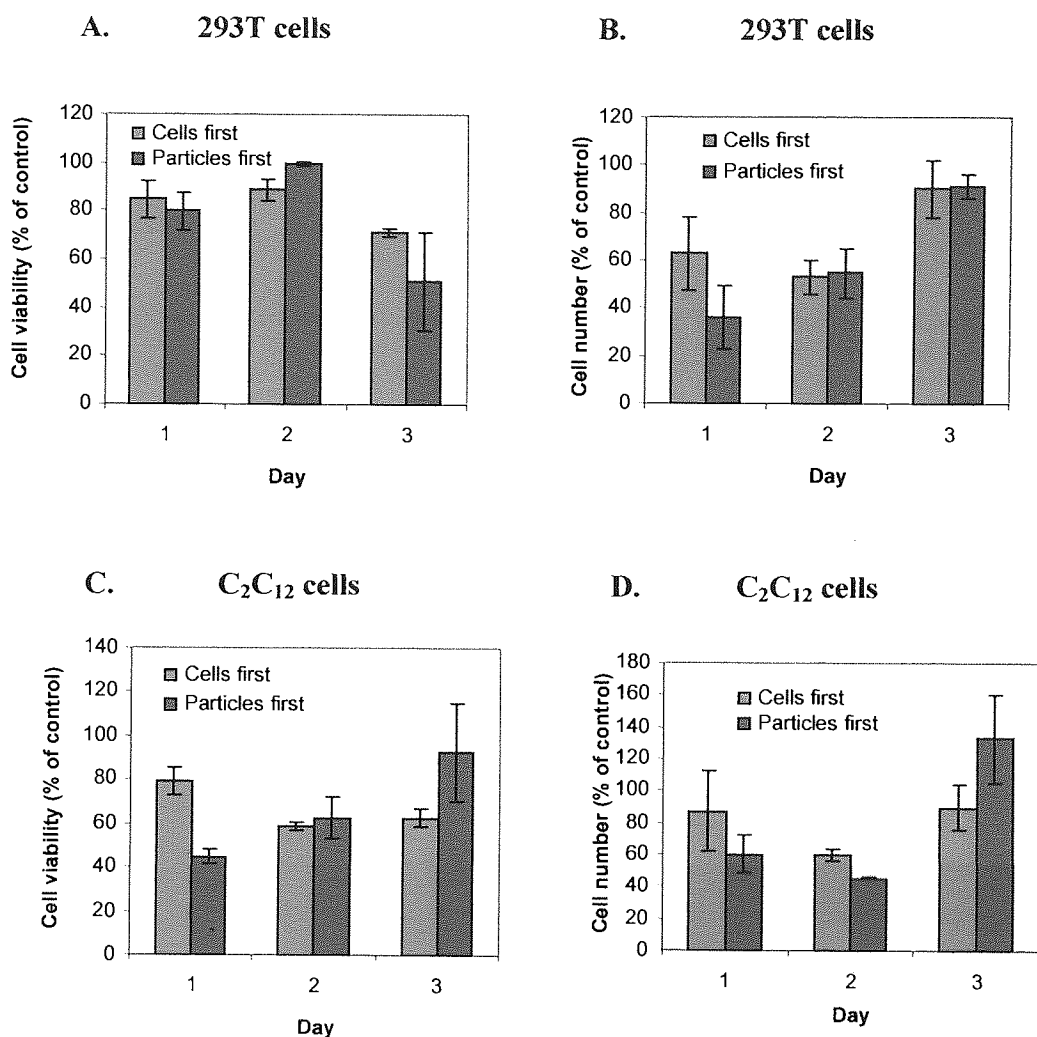 A. 293T cells
Cell viability (% of control)
120
100
80
60
40
20
0
Cells first
Particles first
1 2 3
Day
B. 293T cells
Cell number (% of control)
120
100
80
60
40
20
0
Cells first
Particles first
1 2 3
Day
C. C₂C₁₂ cells
Cell viability (% of control)
140
120
100
80
60
40
20
0
Cells first
Particles first
1 2 3
Day
D. C₂C₁₂ cells
Cell number (% of control)
180
160
140
120
100
80
60
40
20
0
Cells first
Particles first
1 2 3
Day